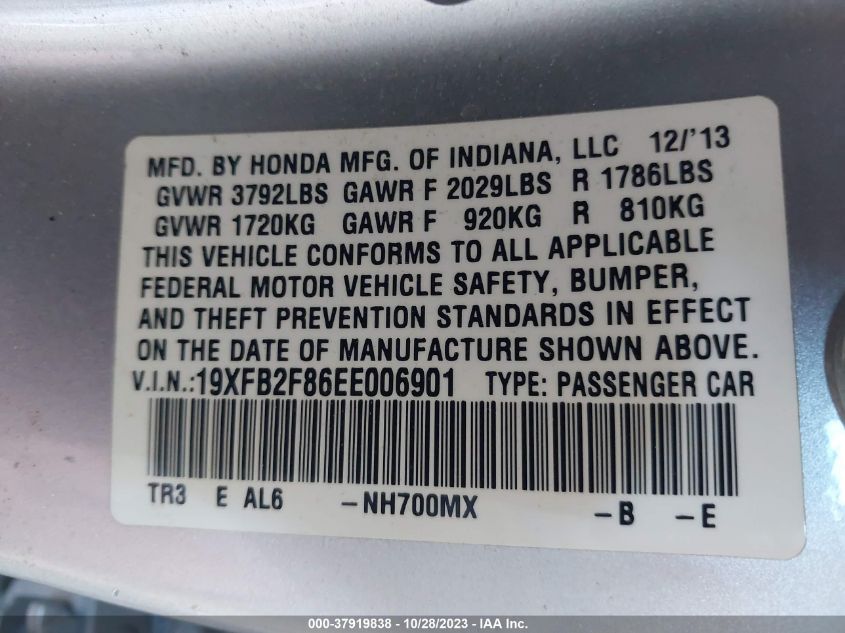 MFD. BY HONDA MFG. OF INDIANA, LLC 12/'13
GVWR 3792LBS GAWR F 2029LBS R 1786LBS
GVWR 1720KG GAWR F 920KG R 810KG
THIS VEHICLE CONFORMS TO ALL APPLICABLE
FEDERAL MOTOR VEHICLE SAFETY, BUMPER,
AND THEFT PREVENTION STANDARDS IN EFFECT
ON THE DATE OF MANUFACTURE SHOWN ABOVE.
V.I.N.:19XFB2F86EE006901 TYPE: PASSENGER CAR
TR3 E AL6 -NH700MX -B -E
000-37919838 - 10/28/2023 - IAA Inc.